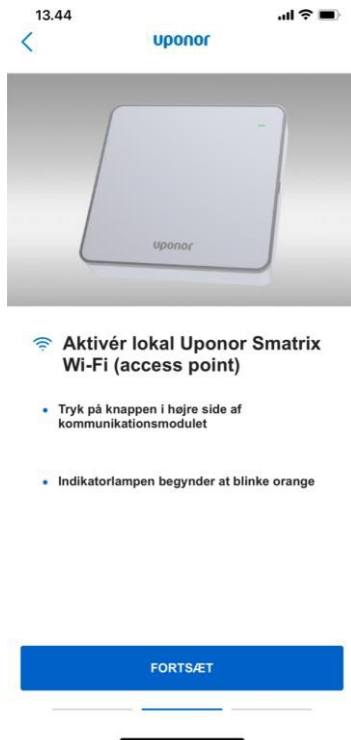 13.44
uponor
uponor
Aktivér lokal Uponor Smatrix
Wi-Fi (access point)
Tryk på knappen i højre side af
kommunikationsmodulet
Indikatorlampen begynder at blinke orange
FORTSÆT